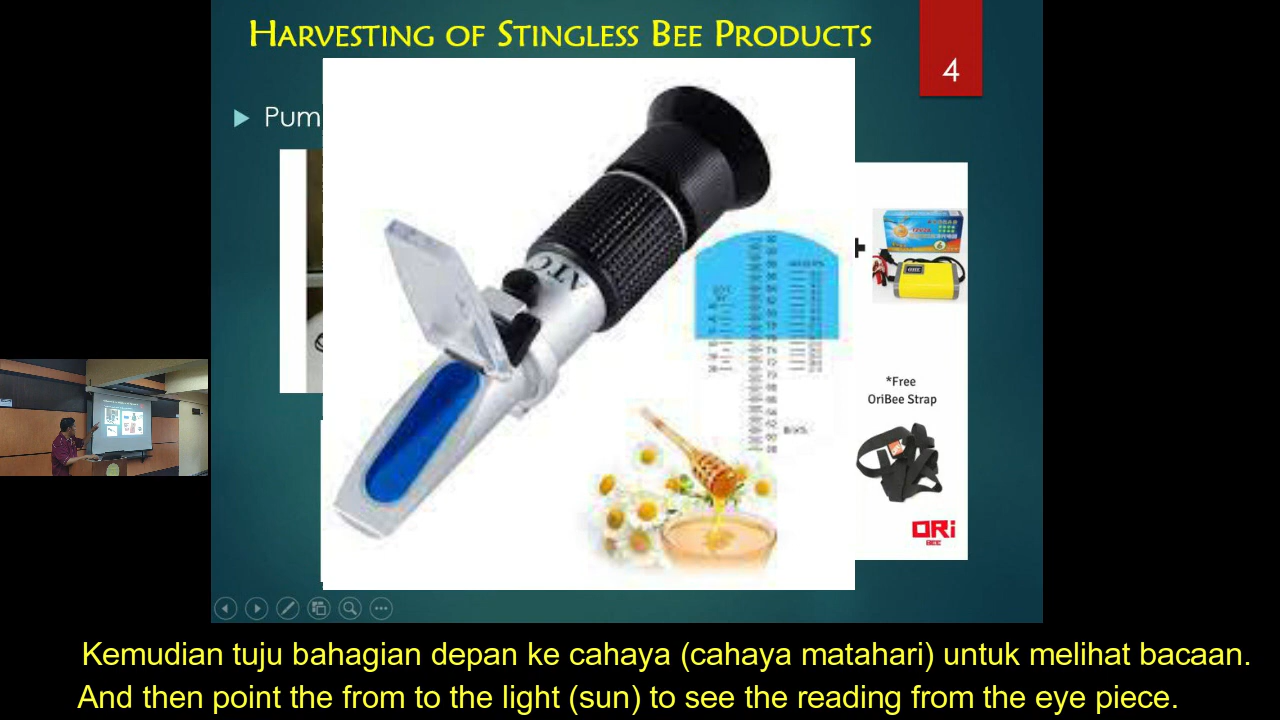 HARVESTING OF STINGLESS BEE PRODUCTS
4
Pum
ATC
Brix%
*Free
OriBee Strap
ORi
BEE
Kemudian tuju bahagian depan ke cahaya (cahaya matahari) untuk melihat bacaan.
And then point the from to the light (sun) to see the reading from the eye piece.